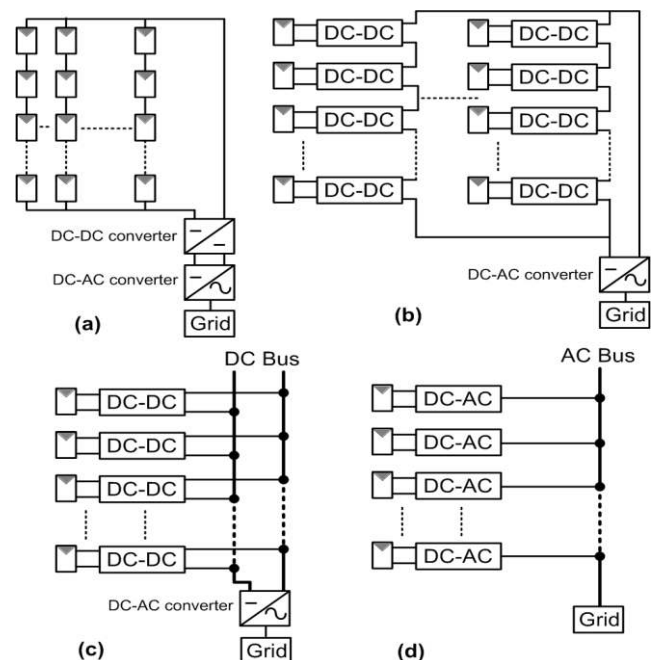 DC-DC converter
DC-AC converter
Grid
(a)
DC-DC
DC-DC
DC-DC
DC-DC
DC-DC
DC-DC
DC-DC
DC-DC
DC-AC converter
Grid
(b)
DC Bus
DC-DC
DC-DC
DC-DC
DC-DC
DC-AC converter
Grid
(c)
AC Bus
DC-AC
DC-AC
DC-AC
DC-AC
Grid
(d)